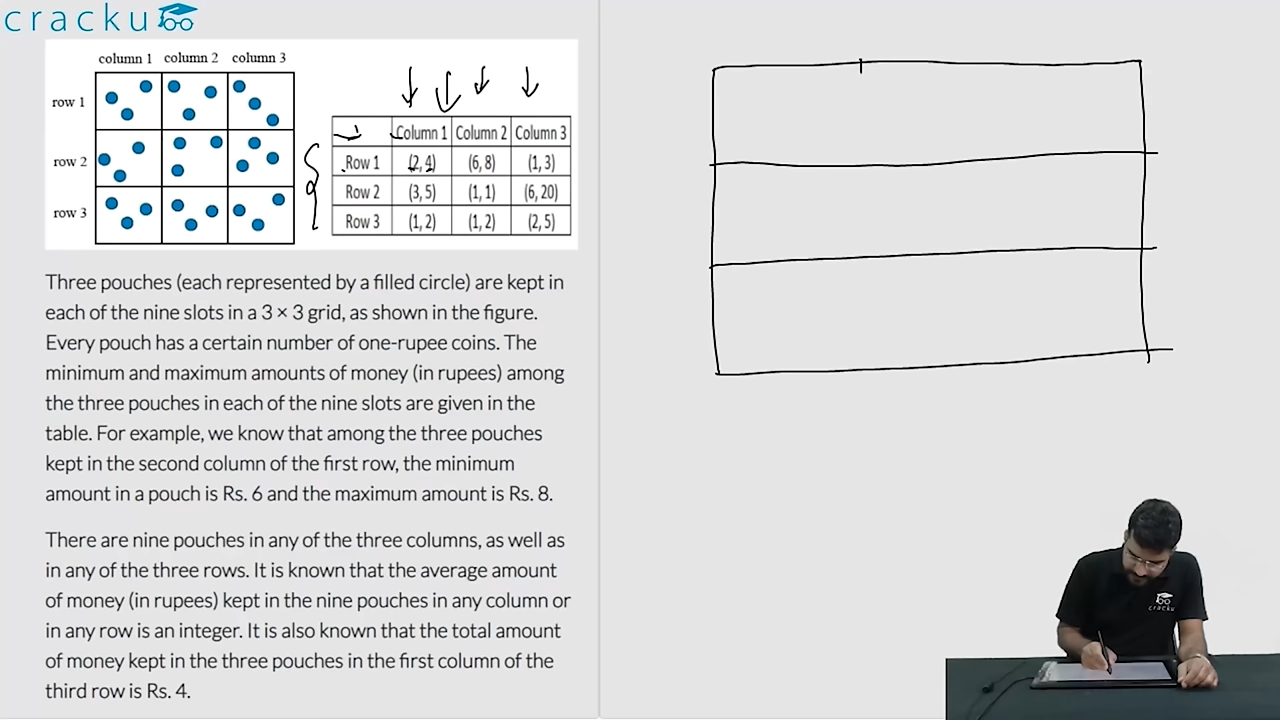 cracku
column 1 column 2 column 3
row 1
row 2
row 3
Column 1 Column 2 Column 3
Row 1 (2, 4) (6, 8) (1, 3)
Row 2 (3, 5) (1, 1) (6, 20)
Row 3 (1, 2) (1, 2) (2, 5)
Three pouches (each represented by a filled circle) are kept in
each of the nine slots in a 3 × 3 grid, as shown in the figure.
Every pouch has a certain number of one-rupee coins. The
minimum and maximum amounts of money (in rupees) among
the three pouches in each of the nine slots are given in the
table. For example, we know that among the three pouches
kept in the second column of the first row, the minimum
amount in a pouch is Rs. 6 and the maximum amount is Rs. 8.
There are nine pouches in any of the three columns, as well as
in any of the three rows. It is known that the average amount
of money (in rupees) kept in the nine pouches in any column or
in any row is an integer. It is also known that the total amount
of money kept in the three pouches in the first column of the
third row is Rs. 4.
cracku